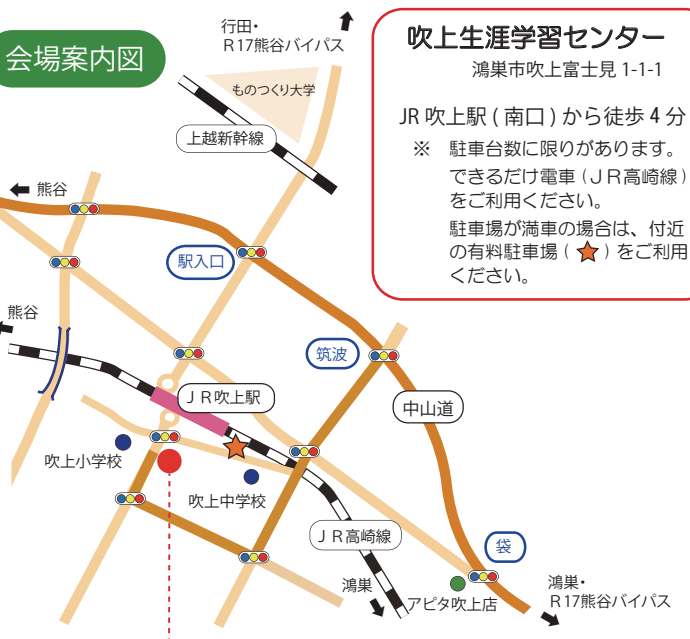 会場案内図
行田・
R17熊谷バイパス
ものつくり大学
上越新幹線
吹上生涯学習センター
鴻巣市吹上富士見 1-1-1
JR 吹上駅 ( 南口 ) から徒歩 4 分
※ 駐車台数に限りがあります。
できるだけ電車 ( ＪＲ高崎線 )
をご利用ください。
駐車場が満車の場合は、付近
の有料駐車場 ( ★ ) をご利用
ください。
熊谷
駅入口
熊谷
筑波
ＪＲ吹上駅
中山道
吹上小学校
吹上中学校
ＪＲ高崎線
袋
鴻巣
アピタ吹上店
鴻巣・
R17熊谷バイパス